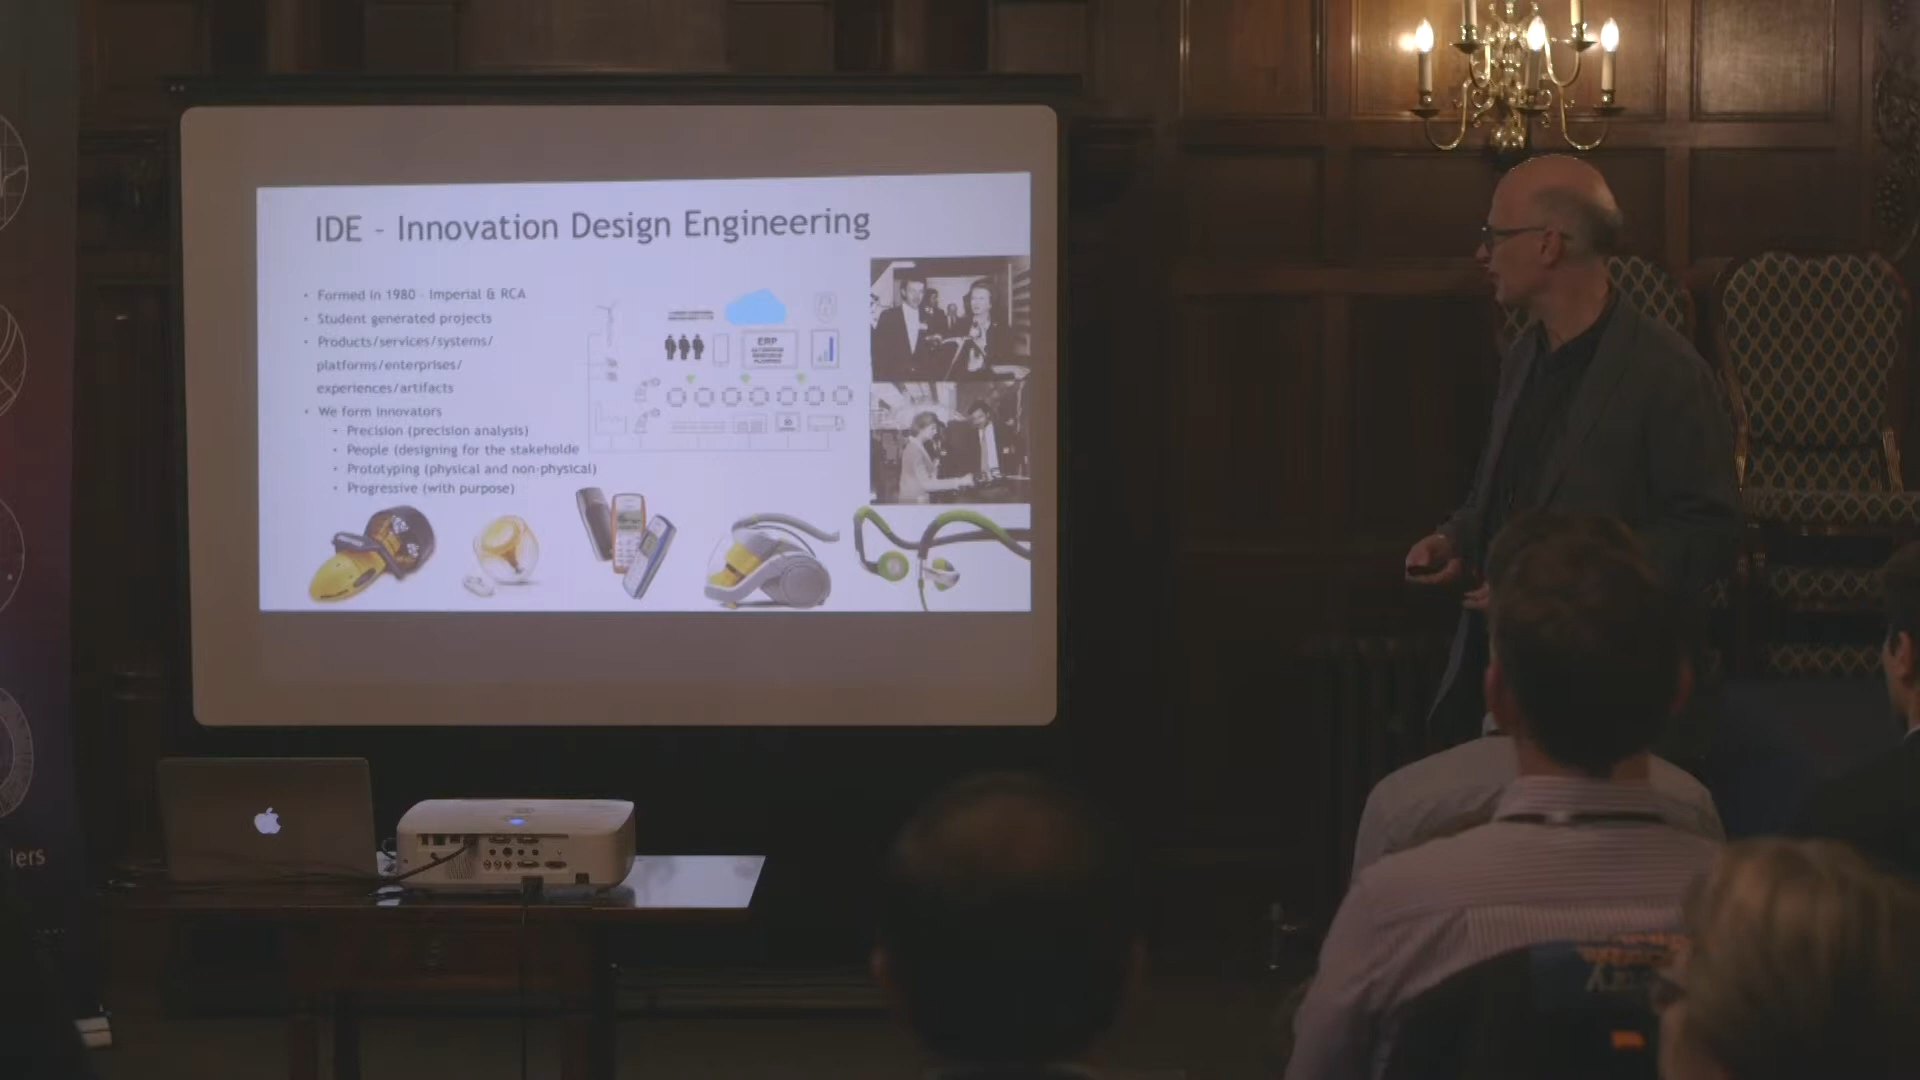 IDE - Innovation Design Engineering
• Formed in 1980 - Imperial & RCA
• Student generated projects
• Products/services/systems/
platforms/enterprises/
experiences/artifacts
• We form innovators
• Precision (precision analysis)
• People (designing for the stakeholde
• Prototyping (physical and non-physical)
• Progressive (with purpose)
ERP
lers